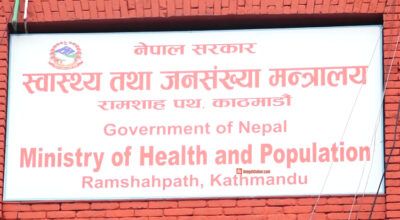 नेपाल सरकार
स्वास्थ्य तथा जनसंख्या मन्त्रालय
रामशाह पथ, काठमाडौं
Government of Nepal
Ministry of Health and Population
Ramshahpath, Kathmandu